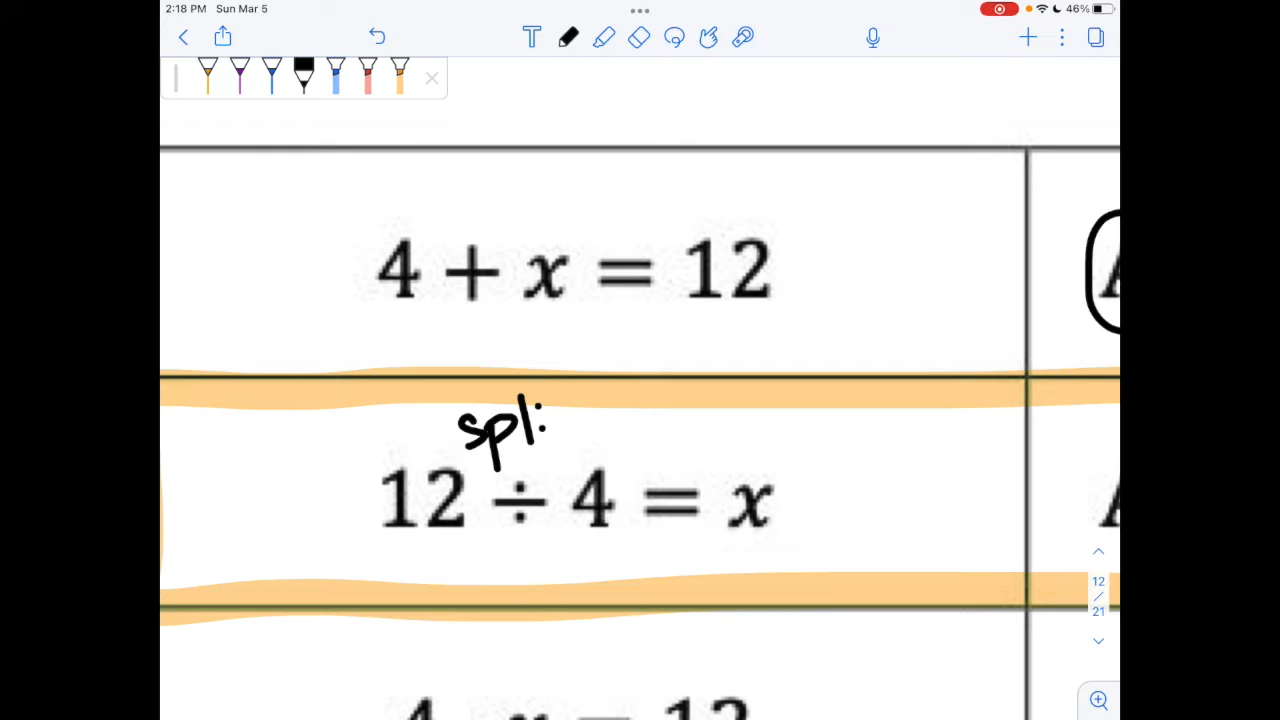 2:18 PM Sun Mar 5
46%
4 + x = 12
spl:
12 ÷ 4 = x
12
/
21